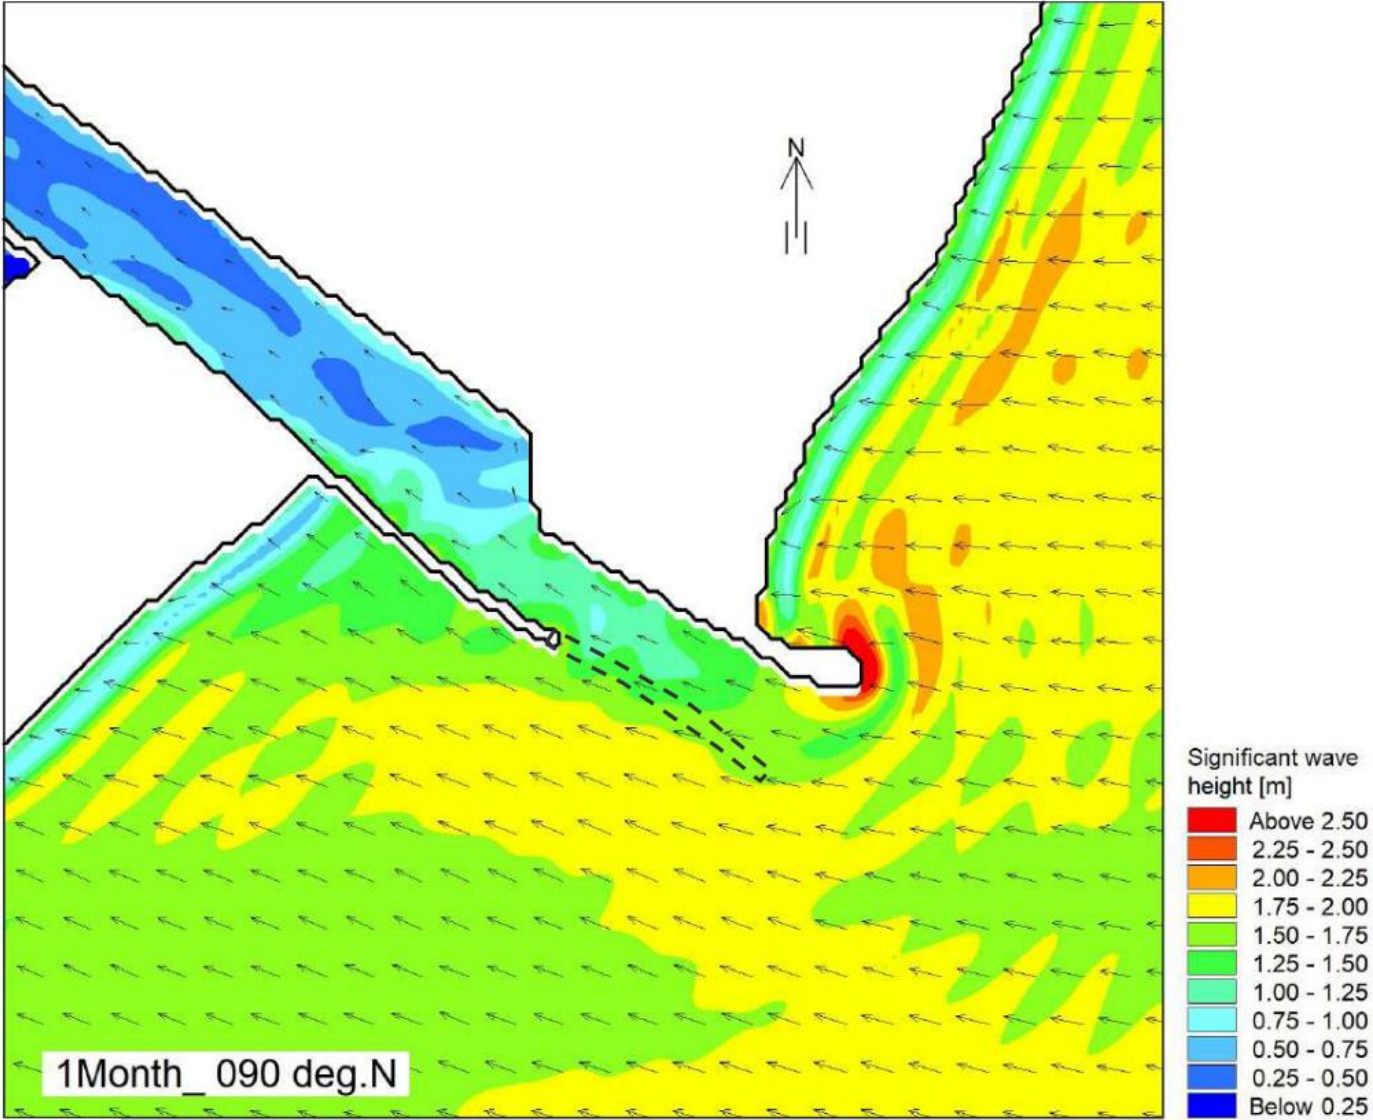 N
Significant wave
height [m]
Above 2.50
2.25 - 2.50
2.00 - 2.25
1.75 - 2.00
1.50 - 1.75
1.25 - 1.50
1.00 - 1.25
0.75 - 1.00
0.50 - 0.75
0.25 - 0.50
Below 0.25
1Month_ 090 deg.N